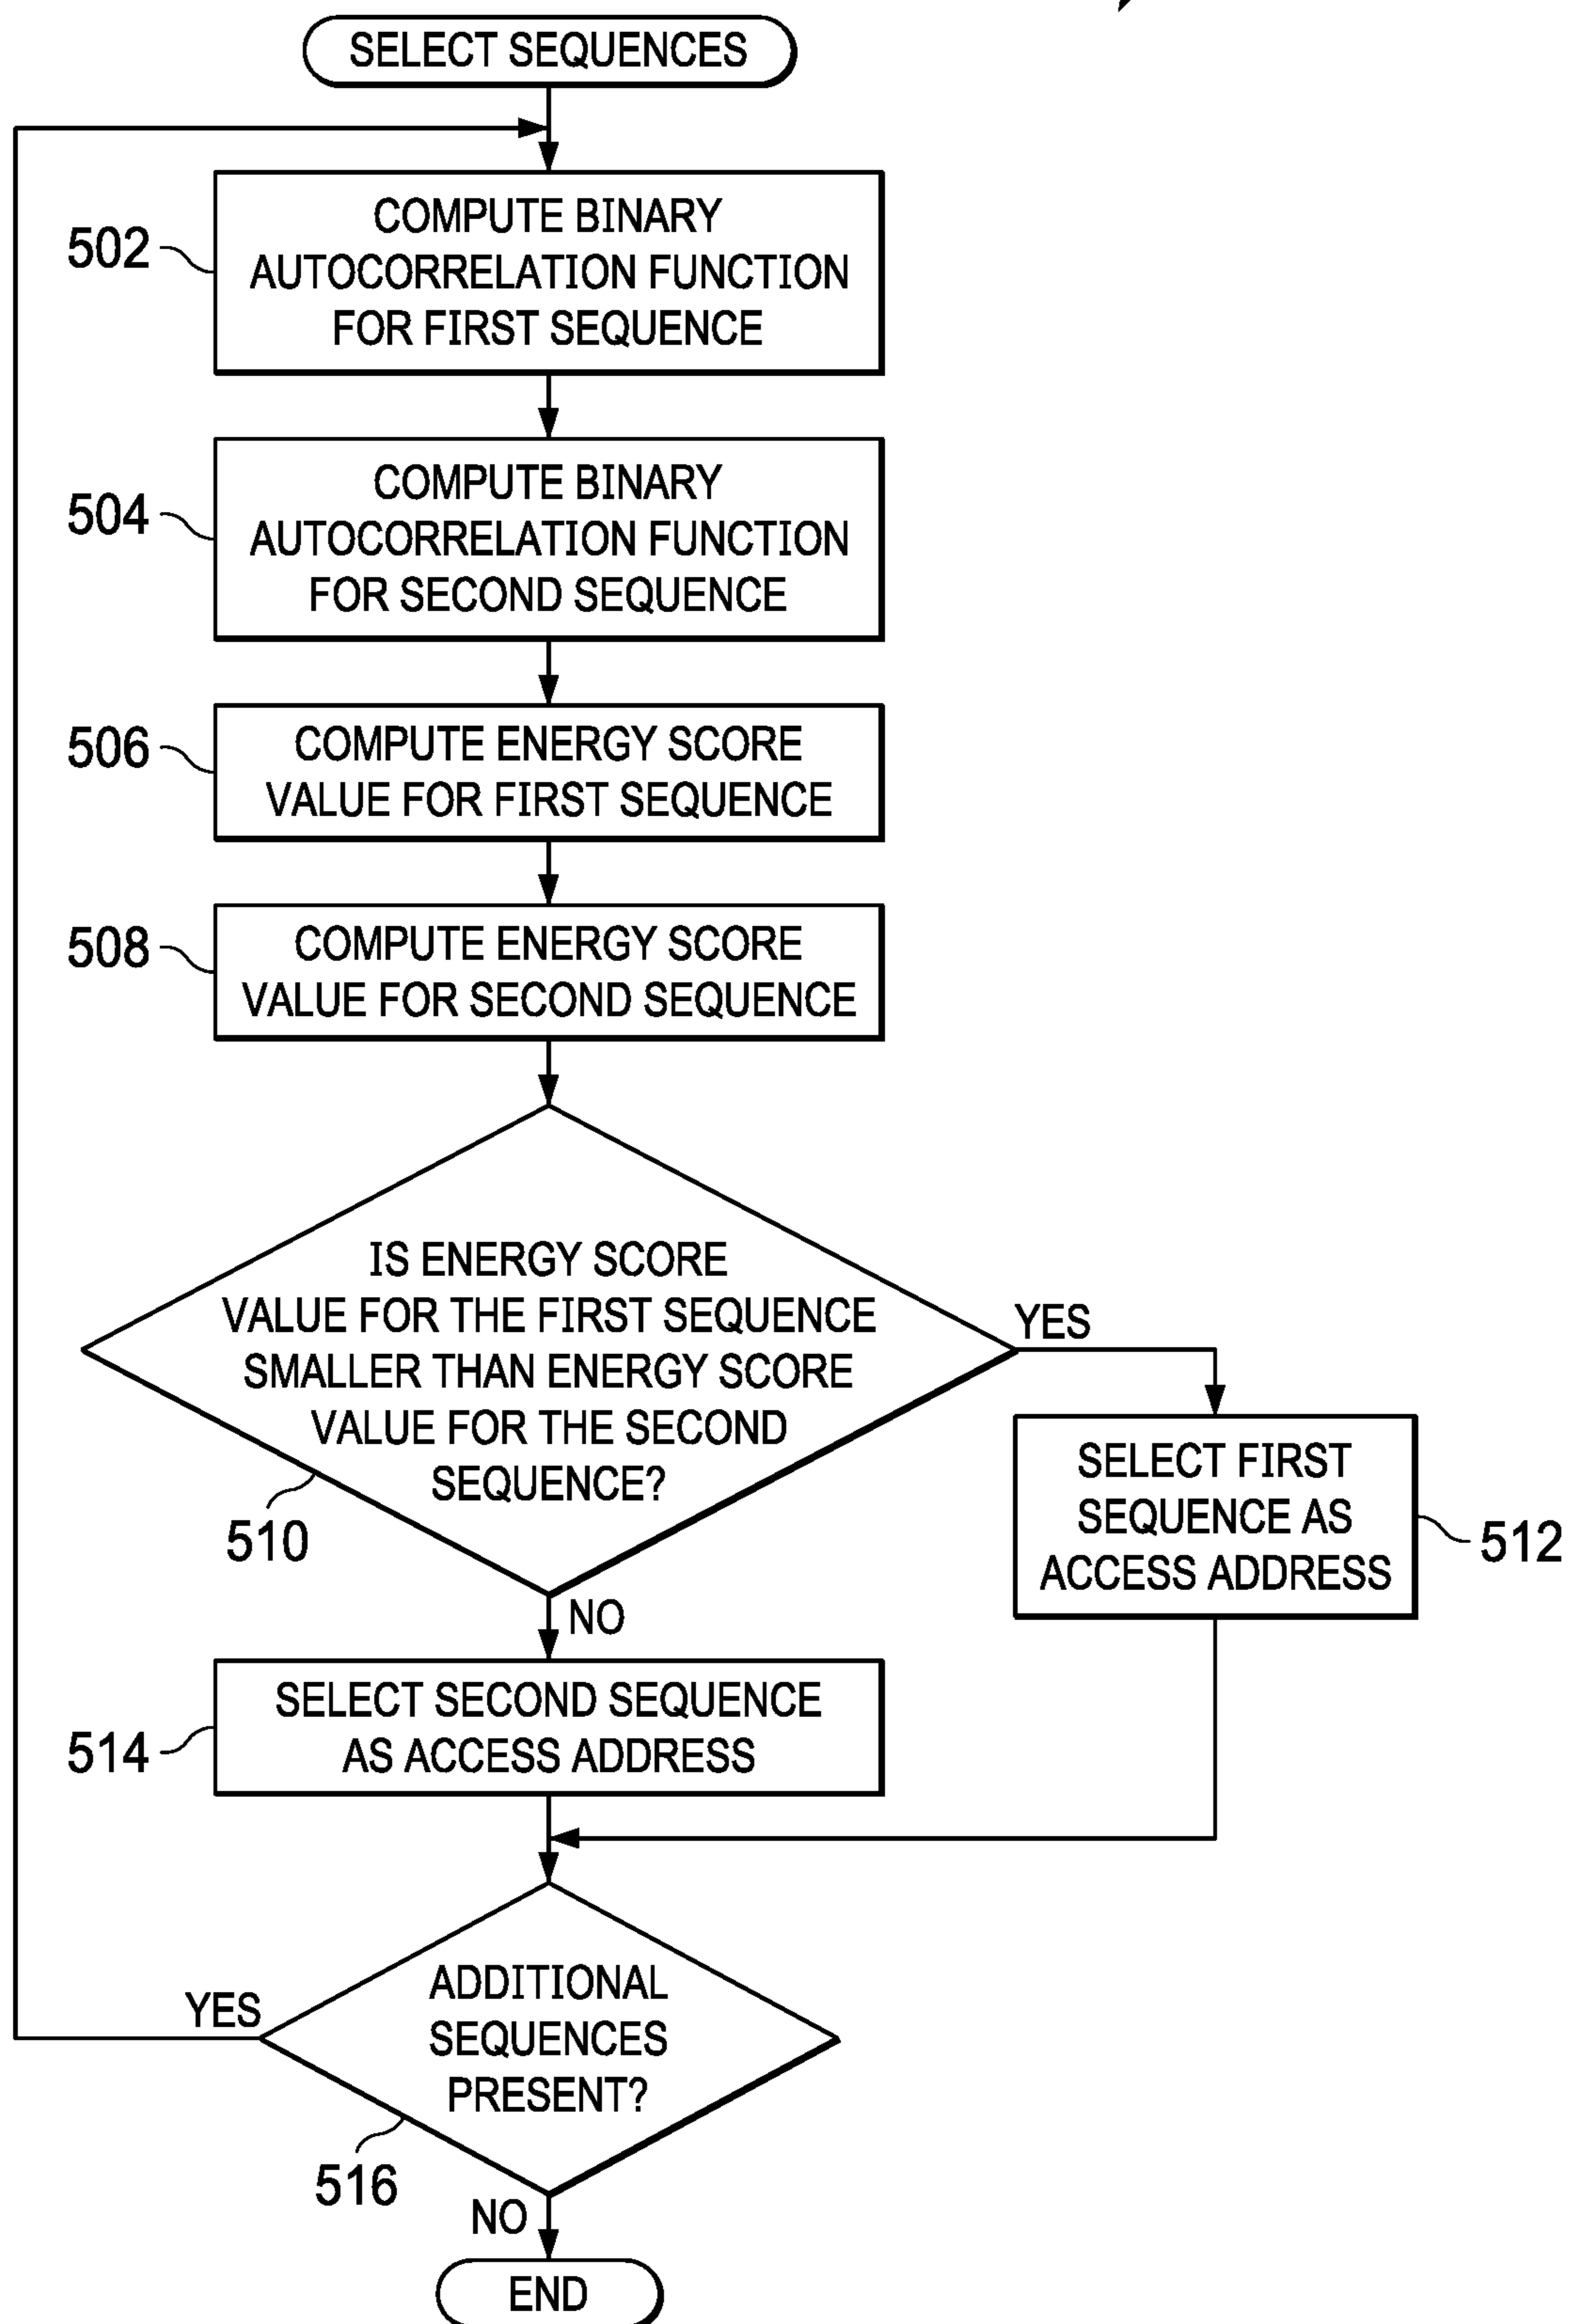 SELECT SEQUENCES
502
COMPUTE BINARY
AUTOCORRELATION FUNCTION
FOR FIRST SEQUENCE
504
COMPUTE BINARY
AUTOCORRELATION FUNCTION
FOR SECOND SEQUENCE
506
COMPUTE ENERGY SCORE
VALUE FOR FIRST SEQUENCE
508
COMPUTE ENERGY SCORE
VALUE FOR SECOND SEQUENCE
IS ENERGY SCORE
VALUE FOR THE FIRST SEQUENCE
SMALLER THAN ENERGY SCORE
VALUE FOR THE SECOND
SEQUENCE?
510
YES
SELECT FIRST
SEQUENCE AS
ACCESS ADDRESS
512
NO
514
SELECT SECOND SEQUENCE
AS ACCESS ADDRESS
ADDITIONAL
SEQUENCES
PRESENT?
YES
516
NO
END